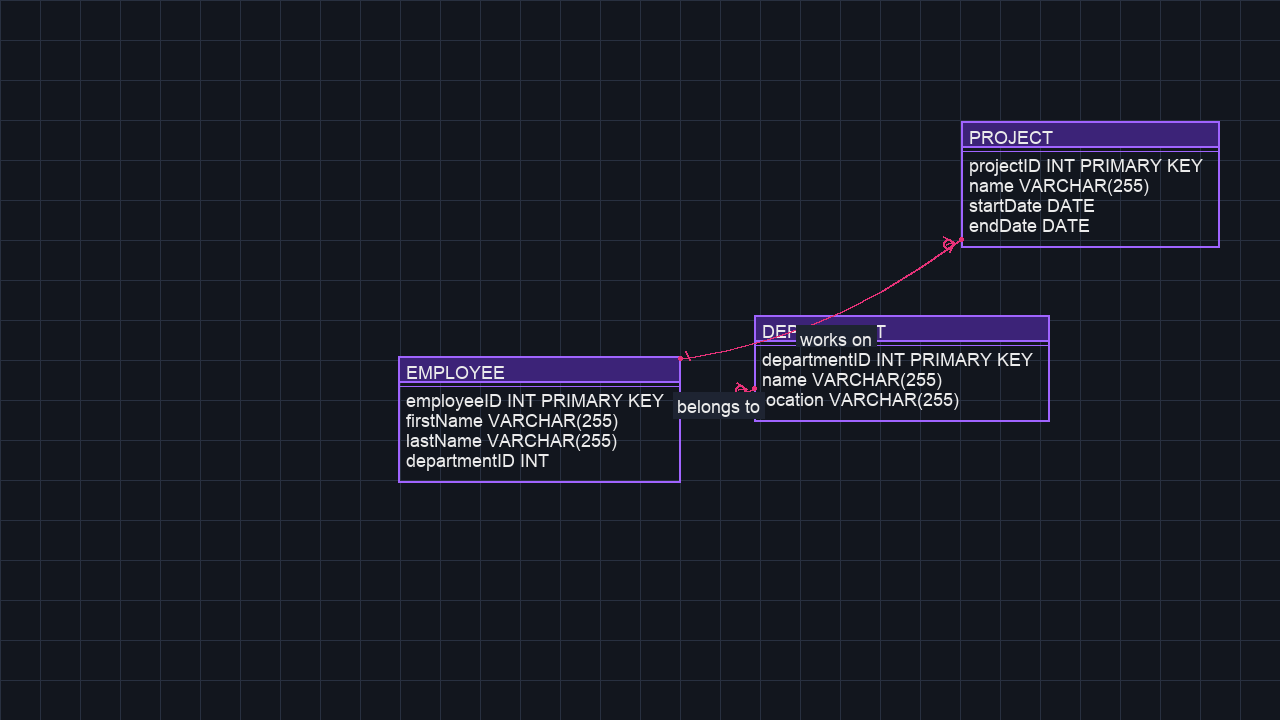 PROJECT
projectID INT PRIMARY KEY
name VARCHAR(255)
startDate DATE
endDate DATE
works on
departmentID INT PRIMARY KEY
name VARCHAR(255)
ocation VARCHAR(255)
belongs to
EMPLOYEE
employeeID INT PRIMARY KEY
firstName VARCHAR(255)
lastName VARCHAR(255)
departmentID INT